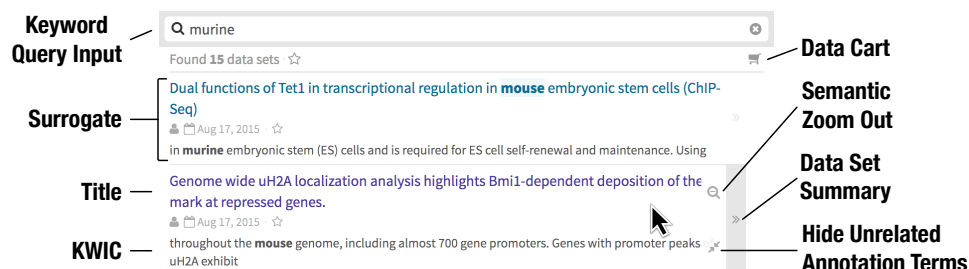 Keyword
Query Input
murine
Found 15 data sets · ☆
Data Cart
Surrogate
Dual functions of Tet1 in transcriptional regulation in mouse embryonic stem cells (ChIP-
Seq)
Aug 17, 2015 · ☆
in murine embryonic stem (ES) cells and is required for ES cell self-renewal and maintenance. Using
Semantic
Zoom Out
Title
Genome wide uH2A localization analysis highlights Bmi1-dependent deposition of the
mark at repressed genes.
Aug 17, 2015 · ☆
Data Set
Summary
KWIC
throughout the mouse genome, including almost 700 gene promoters. Genes with promoter peaks
uH2A exhibit
Hide Unrelated
Annotation Terms